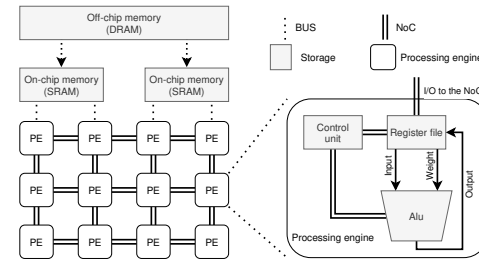 Off-chip memory
(DRAM)
On-chip memory
(SRAM)
On-chip memory
(SRAM)
PE
PE
PE
PE
PE
PE
PE
PE
PE
PE
PE
PE
BUS
NoC
Storage
Processing engine
I/O to the NoC
Control
unit
Register file
Input
Weight
Output
Alu
Processing engine